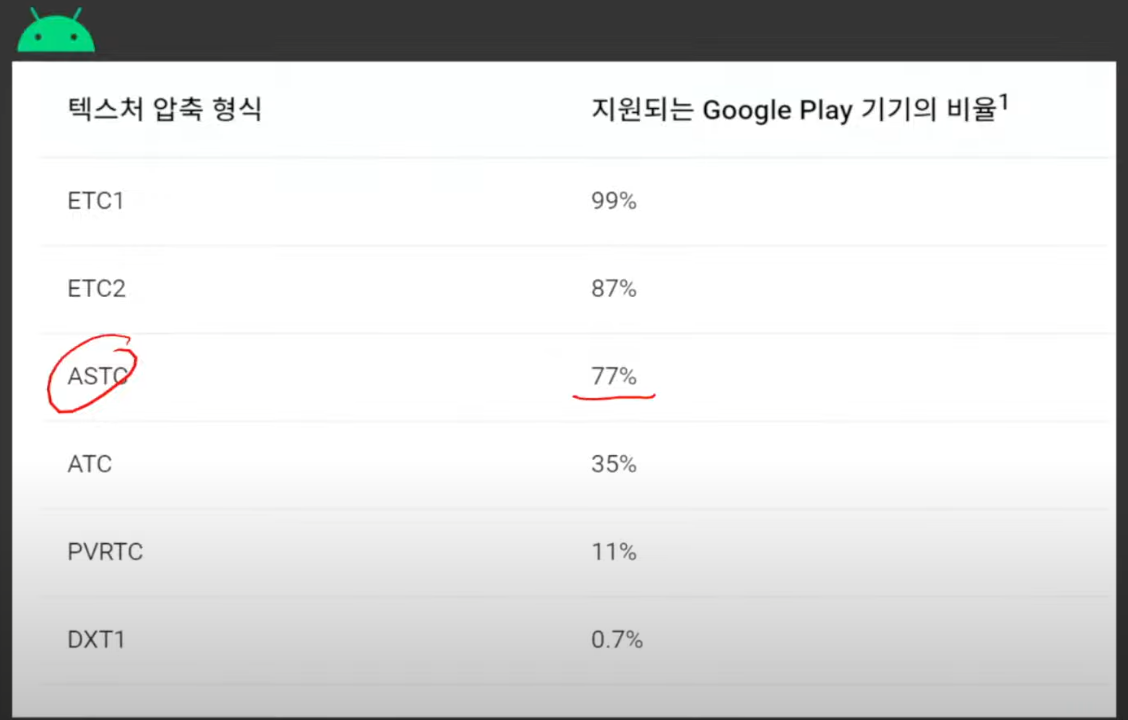 텍스처 압축 형식 지원되는 Google Play 기기의 비율1
ETC1 99%
ETC2 87%
ASTC 77%
ATC 35%
PVRTC 11%
DXT1 0.7%